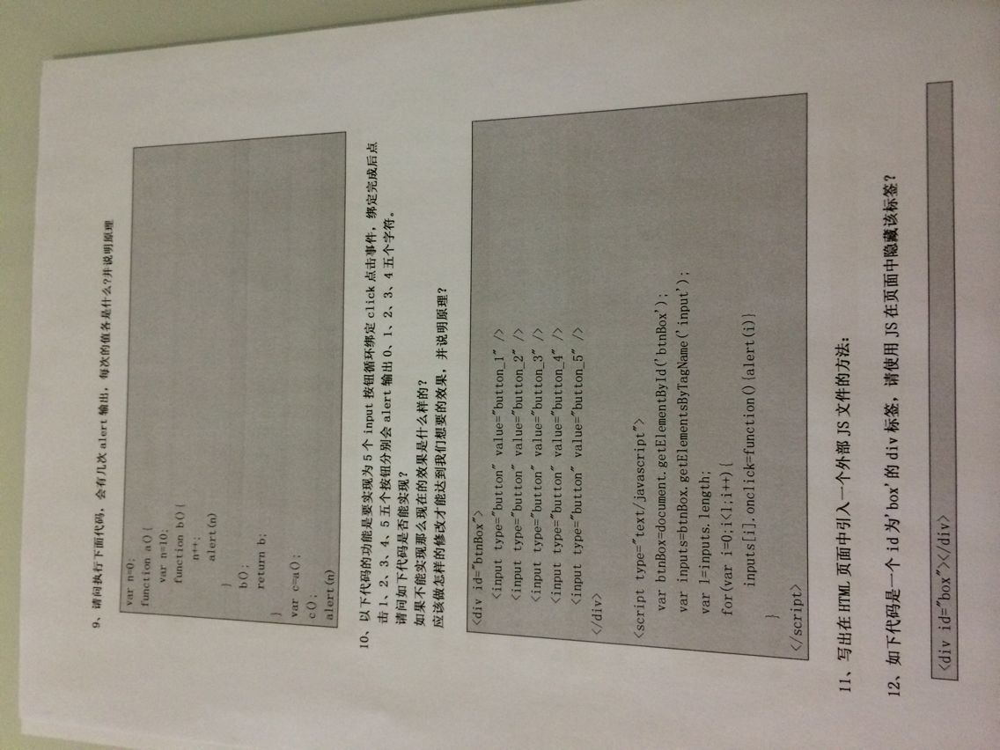 9、请问执行下面代码，会有几次 alert 输出，每次的值各是什么?并说明原理
var n=0;
function a(){
var n=10;
function b(){
n++;
alert(n)
}
b();
return b;
}
var c=a();
c();
alert(n)
10、以下代码的功能是要实现为 5 个 input 按钮循环绑定 click 点击事件，绑定完成后点
击 1、2、3、4、5 五个按钮分别会 alert 输出 0、1、2、3、4 五个字符。
请问如下代码是否能实现?
如果不能实现那么现在的效果是什么样的?
应该做怎样的修改才能达到我们想要的效果，并说明原理?
<div id="btnBox">
<input type="button" value="button_1" />
<input type="button" value="button_2" />
<input type="button" value="button_3" />
<input type="button" value="button_4" />
<input type="button" value="button_5" />
</div>
<script type="text/javascript">
var btnBox=document.getElementById('btnBox');
var inputs=btnBox.getElementsByTagName('input');
var l=inputs.length;
for(var i=0;i<l;i++){
inputs[i].onclick=function(){alert(i)}
}
</script>
11、写出在 HTML 页面中引入一个外部 JS 文件的方法:
12、如下代码是一个 id 为'box'的 div 标签，请使用 JS 在页面中隐藏该标签?
<div id="box"></div>